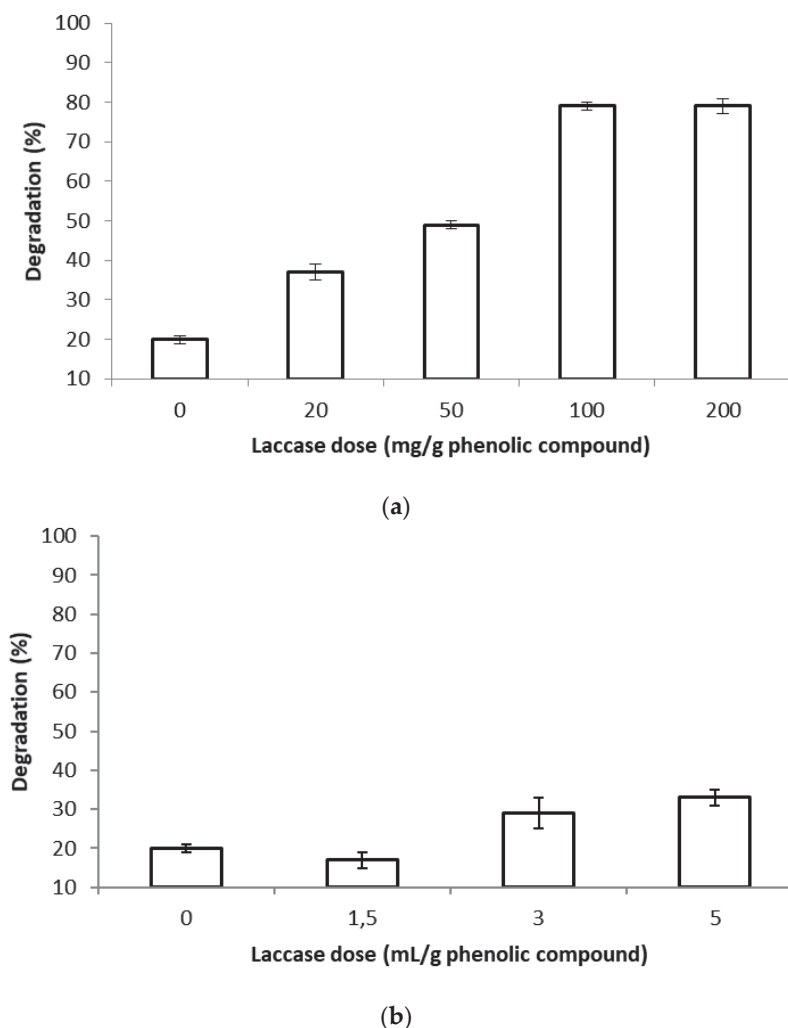 100
90
80
70
60
50
40
30
20
10
Degradation (%)
0 20 50 100 200
Laccase dose (mg/g phenolic compound)
(a)
100
90
80
70
60
50
40
30
20
10
Degradation (%)
0 1,5 3 5
Laccase dose (mL/g phenolic compound)
(b)